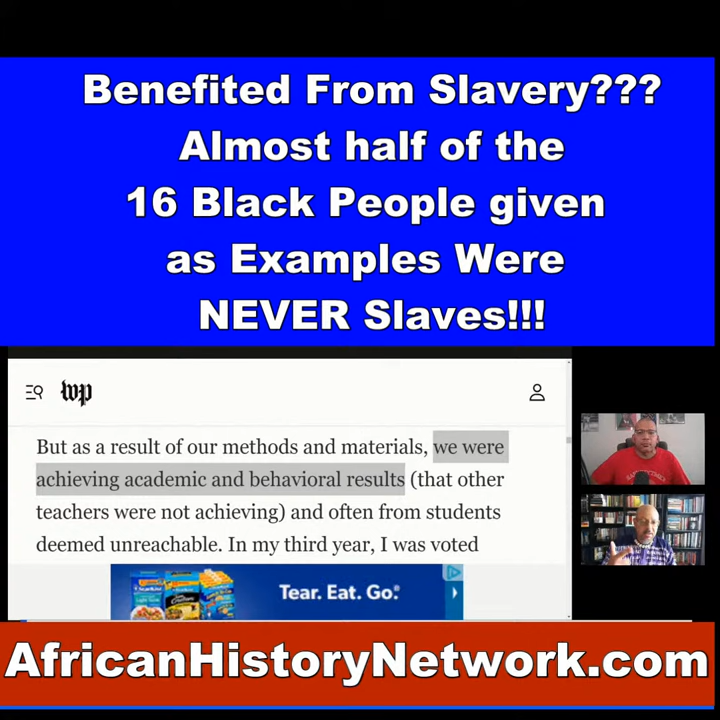 Benefited From Slavery???
Almost half of the
16 Black People given
as Examples Were
NEVER Slaves!!!
wp
But as a result of our methods and materials, we were
achieving academic and behavioral results (that other
teachers were not achieving) and often from students
deemed unreachable. In my third year, I was voted
Tear. Eat. Go.®
AfricanHistoryNetwork.com